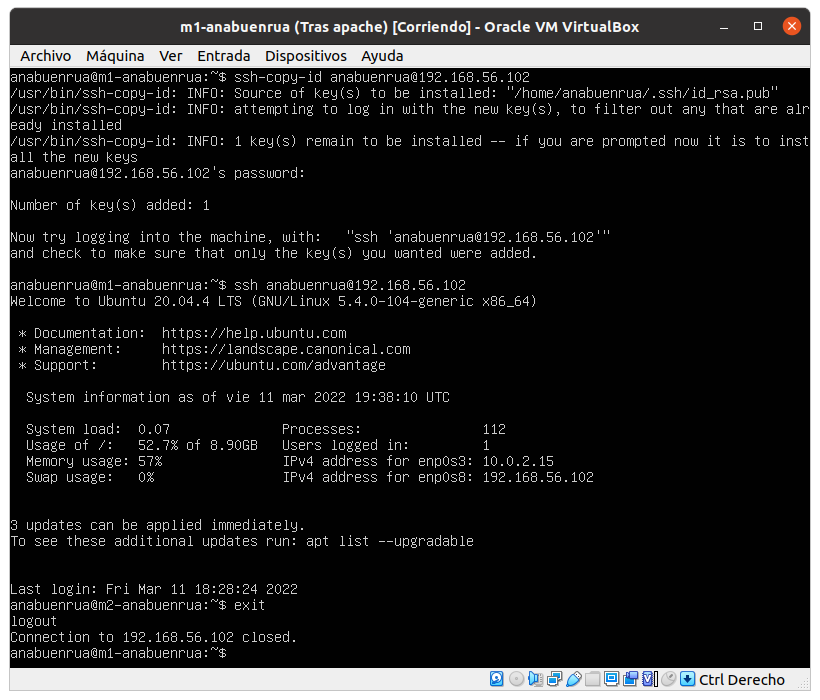 m1-anabuenrua (Tras apache) [Corriendo] - Oracle VM VirtualBox
Archivo Máquina Ver Entrada Dispositivos Ayuda
anabuenrua@m1-anabuenrua:~$ ssh-copy-id anabuenrua@192.168.56.102
/usr/bin/ssh-copy-id: INFO: Source of key(s) to be installed: "/home/anabuenrua/.ssh/id_rsa.pub"
/usr/bin/ssh-copy-id: INFO: attempting to log in with the new key(s), to filter out any that are alr
eady installed
/usr/bin/ssh-copy-id: INFO: 1 key(s) remain to be installed -- if you are prompted now it is to inst
all the new keys
anabuenrua@192.168.56.102's password:
Number of key(s) added: 1
Now try logging into the machine, with:   "ssh 'anabuenrua@192.168.56.102'"
and check to make sure that only the key(s) you wanted were added.
anabuenrua@m1-anabuenrua:~$ ssh anabuenrua@192.168.56.102
Welcome to Ubuntu 20.04.4 LTS (GNU/Linux 5.4.0-104-generic x86_64)
* Documentation:  https://help.ubuntu.com
* Management:     https://landscape.canonical.com
* Support:        https://ubuntu.com/advantage
System information as of vie 11 mar 2022 19:38:10 UTC
System load:  0.07               Processes:               112
Usage of /:   52.7% of 8.90GB   Users logged in:         1
Memory usage: 57%               IPv4 address for enp0s3: 10.0.2.15
Swap usage:   0%                IPv4 address for enp0s8: 192.168.56.102
3 updates can be applied immediately.
To see these additional updates run: apt list --upgradable
Last login: Fri Mar 11 18:28:24 2022
anabuenrua@m2-anabuenrua:~$ exit
logout
Connection to 192.168.56.102 closed.
anabuenrua@m1-anabuenrua:~$
Ctrl Derecho